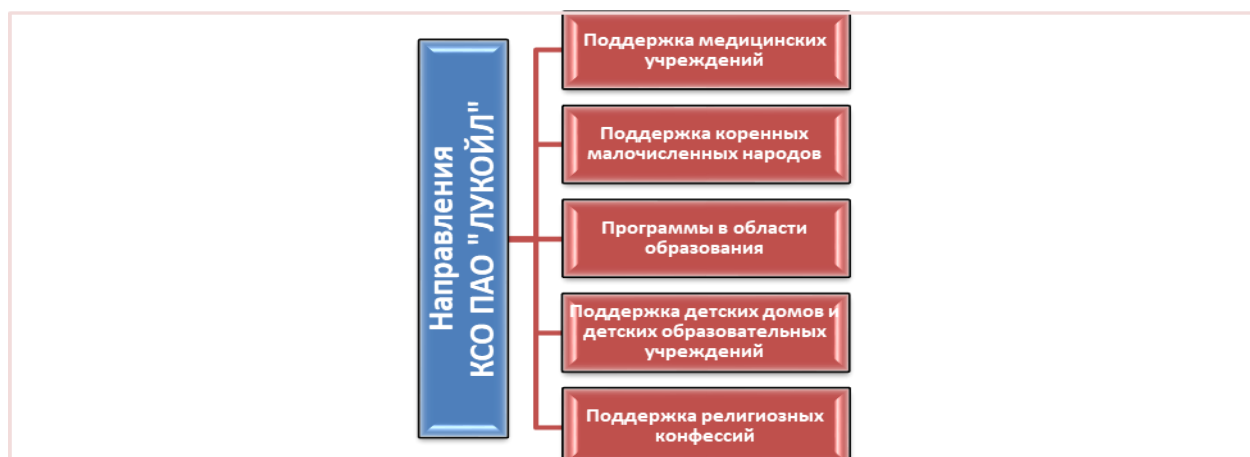 Направления
КСО ПАО "ЛУКОЙЛ"
Поддержка медицинских
учреждений
Поддержка коренных
малочисленных народов
Программы в области
образования
Поддержка детских домов и
детских образовательных
учреждений
Поддержка религиозных
конфессий